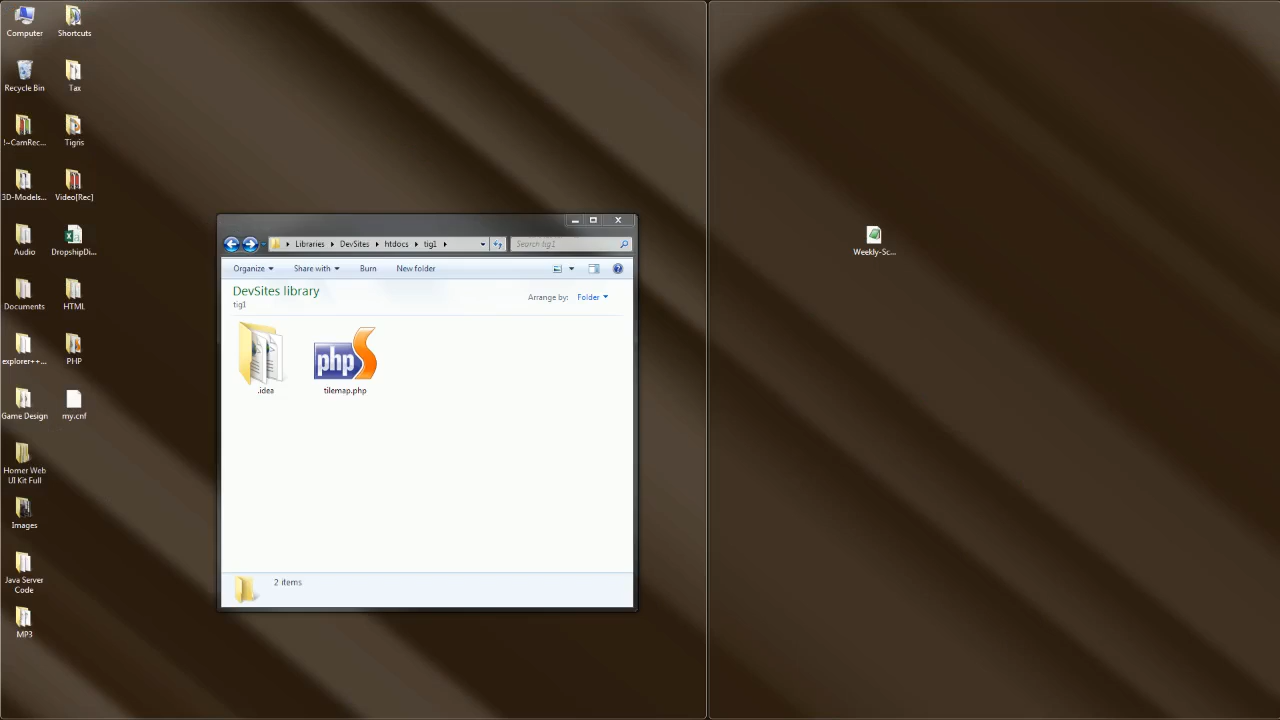 Computer
Shortcuts
Recycle Bin
Tax
!~CamRec...
Tigris
3D-Models...
Video[Rec]
Audio
DropshipDi...
Documents
HTML
explorer++...
PHP
Game Design
my.cnf
Homer Web
UI Kit Full
Images
Java Server
Code
MP3
Libraries DevSites htdocs tig1
Search tig1
Organize Share with Burn New folder
DevSites library
tig1
Arrange by: Folder
php
.idea
tilemap.php
2 items
Weekly-Sc...